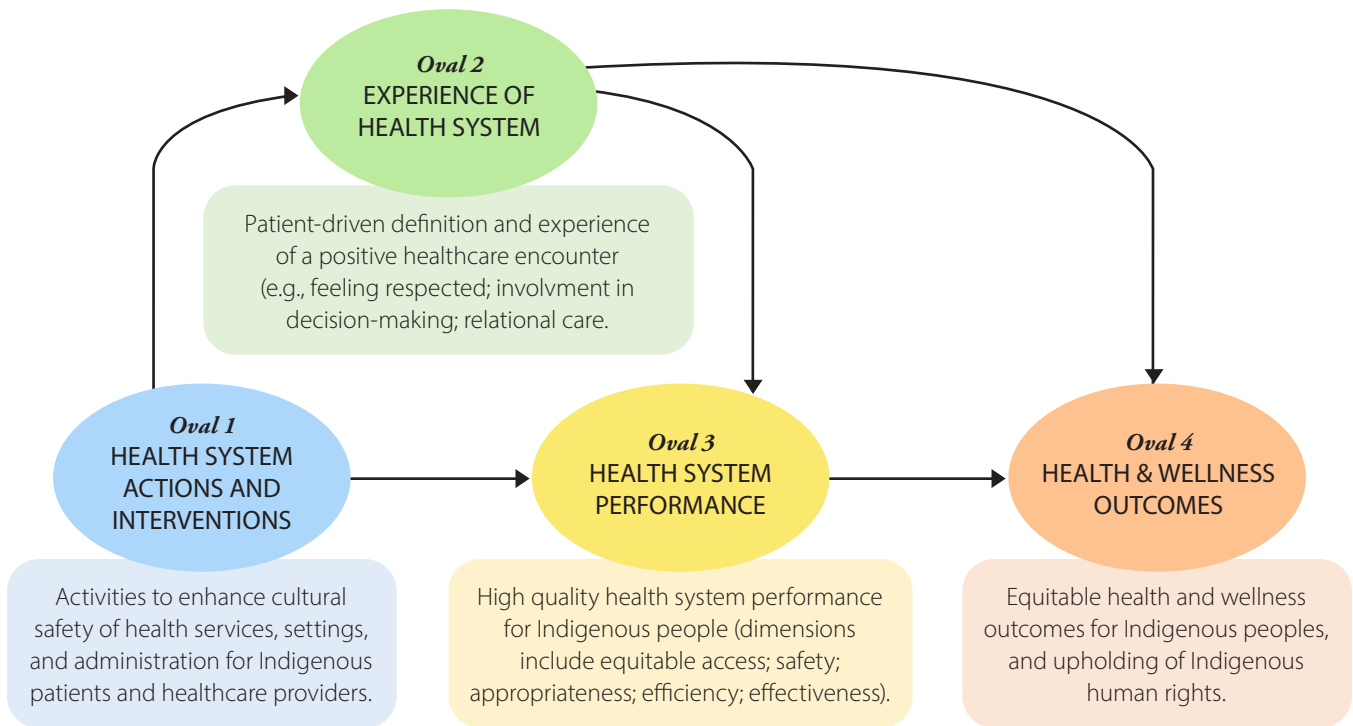 Oval 2
EXPERIENCE OF
HEALTH SYSTEM
Patient-driven definition and experience
of a positive healthcare encounter
(e.g., feeling respected; involvment in
decision-making; relational care.
Oval 1
HEALTH SYSTEM
ACTIONS AND
INTERVENTIONS
Activities to enhance cultural
safety of health services, settings,
and administration for Indigenous
patients and healthcare providers.
Oval 3
HEALTH SYSTEM
PERFORMANCE
High quality health system performance
for Indigenous people (dimensions
include equitable access; safety;
appropriateness; efficiency; effectiveness).
Oval 4
HEALTH & WELLNESS
OUTCOMES
Equitable health and wellness
outcomes for Indigenous peoples,
and upholding of Indigenous
human rights.